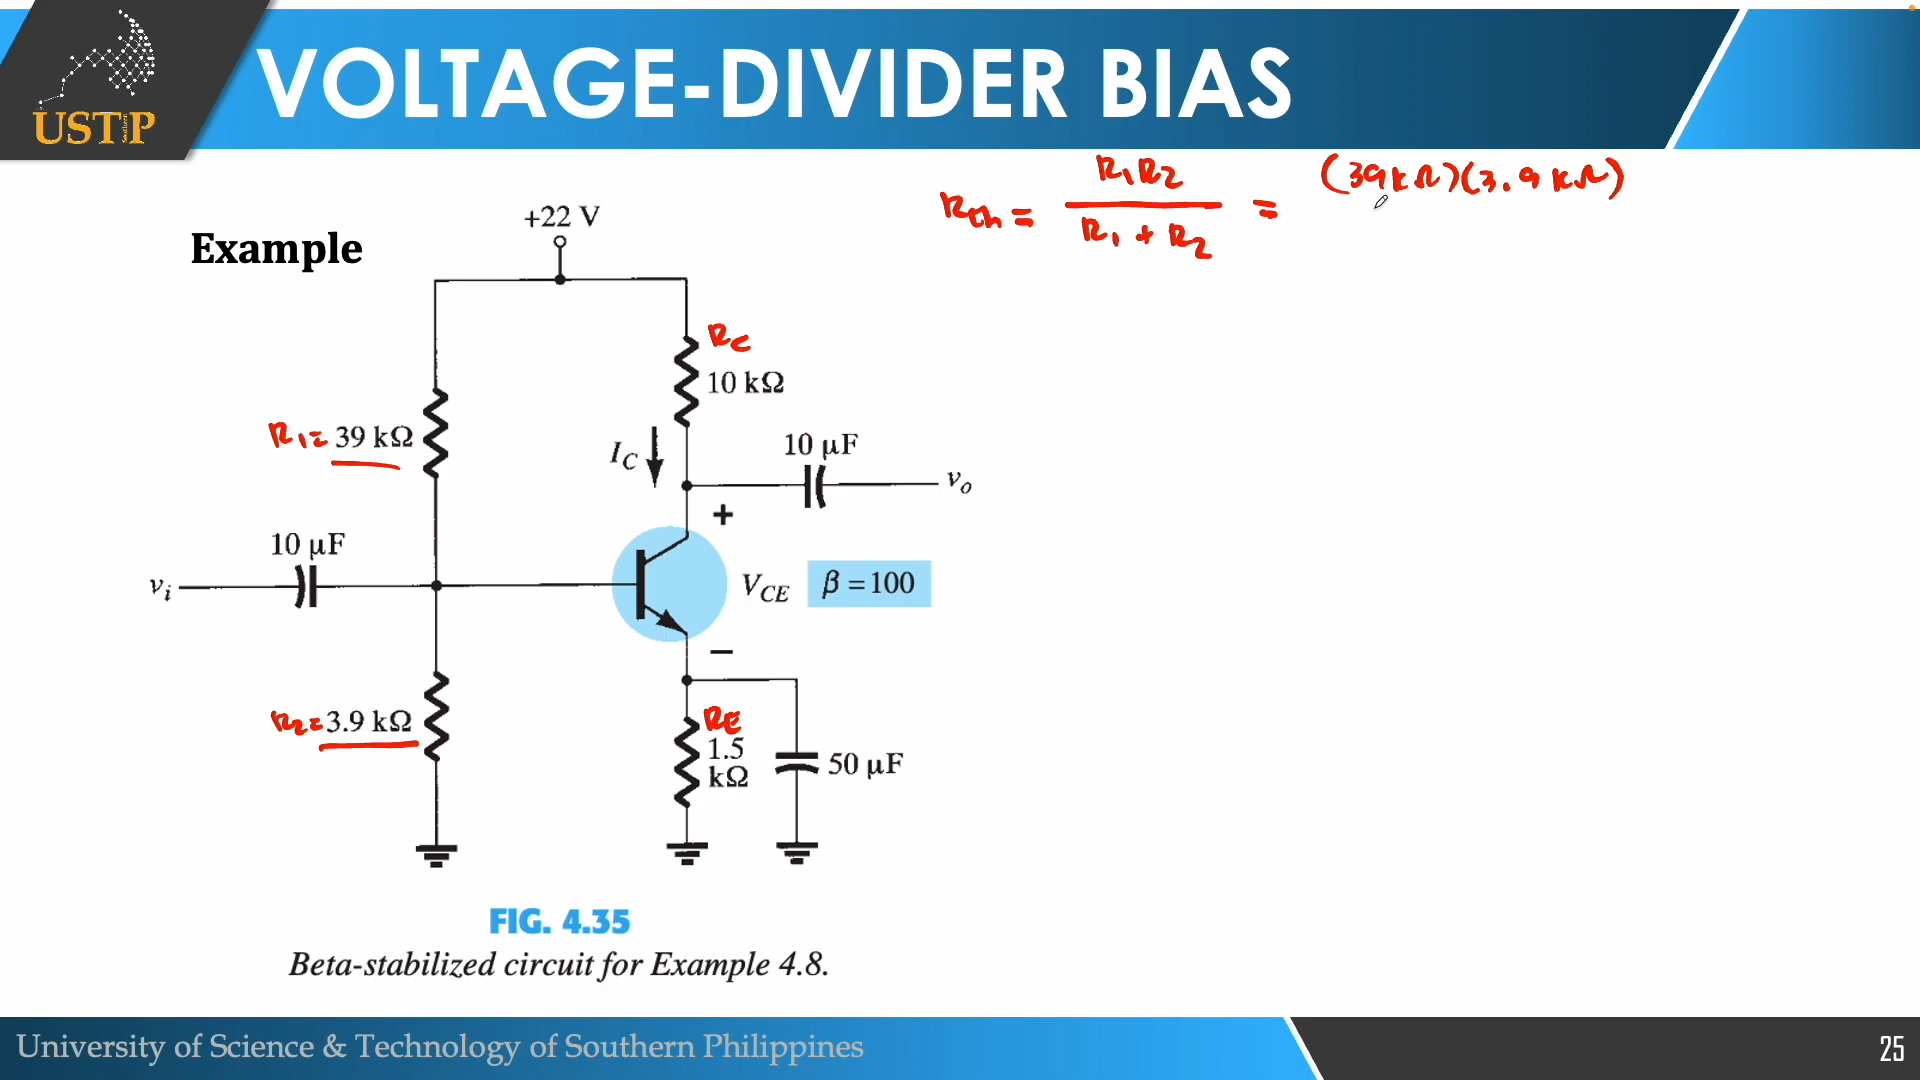 USTP
VOLTAGE-DIVIDER BIAS
Rth = R1R2 / R1 + R2 = (39kΩ)(3.9kΩ)
Example
+22 V
RC
10 kΩ
R1= 39 kΩ
IC
10 µF
vo
+
10 µF
vi
VCE
β = 100
−
R2= 3.9 kΩ
RE
1.5
kΩ
50 µF
FIG. 4.35
Beta-stabilized circuit for Example 4.8.
University of Science & Technology of Southern Philippines
25